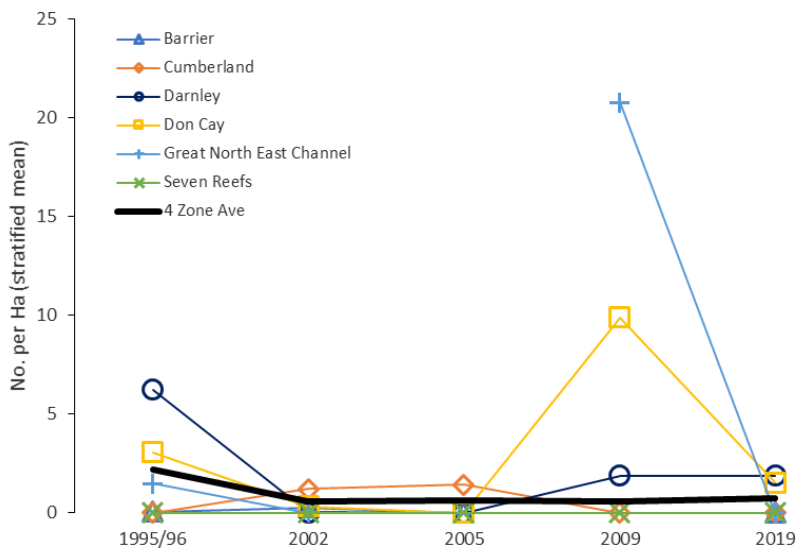 25
20
15
10
5
0
No. per Ha (stratified mean)
Barrier
Cumberland
Darnley
Don Cay
Great North East Channel
Seven Reefs
4 Zone Ave
1995/96 2002 2005 2009 2019